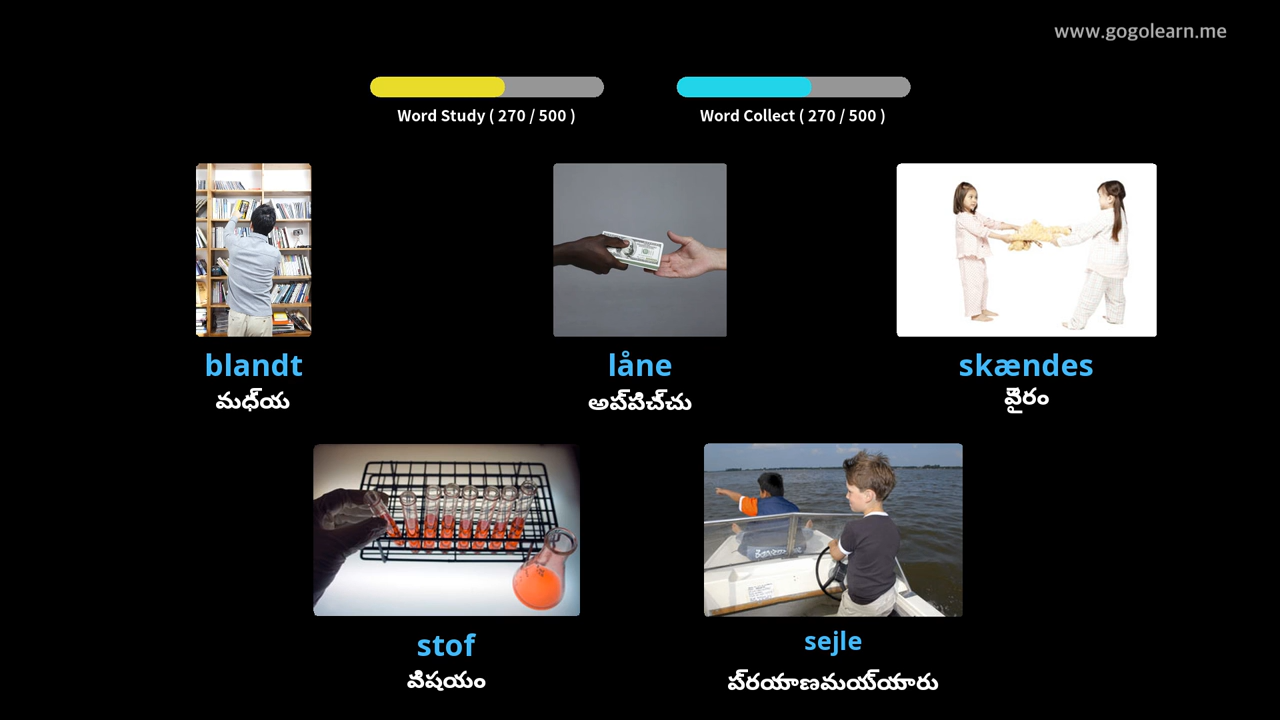 www.gogolearn.me
Word Study ( 270 / 500 )
Word Collect ( 270 / 500 )
blandt
మధ్య
låne
అప్పిచ్చు
skændes
వైరం
stof
విషయం
sejle
ప్రయాణమయ్యారు